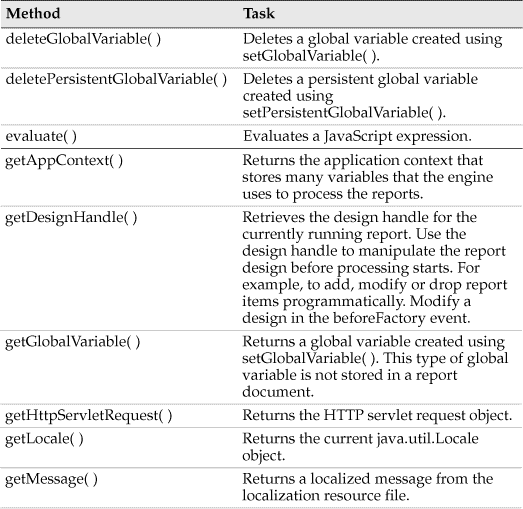 Method Task
deleteGlobalVariable( ) Deletes a global variable created using
setGlobalVariable( ).
deletePersistentGlobalVariable( ) Deletes a persistent global variable
created using
setPersistentGlobalVariable( ).
evaluate( ) Evaluates a JavaScript expression.
getAppContext( ) Returns the application context that
stores many variables that the engine
uses to process the reports.
getDesignHandle( ) Retrieves the design handle for the
currently running report. Use the
design handle to manipulate the report
design before processing starts. For
example, to add, modify or drop report
items programmatically. Modify a
design in the beforeFactory event.
getGlobalVariable( ) Returns a global variable created using
setGlobalVariable( ). This type of global
variable is not stored in a report
document.
getHttpServletRequest( ) Returns the HTTP servlet request object.
getLocale( ) Returns the current java.util.Locale
object.
getMessage( ) Returns a localized message from the
localization resource file.